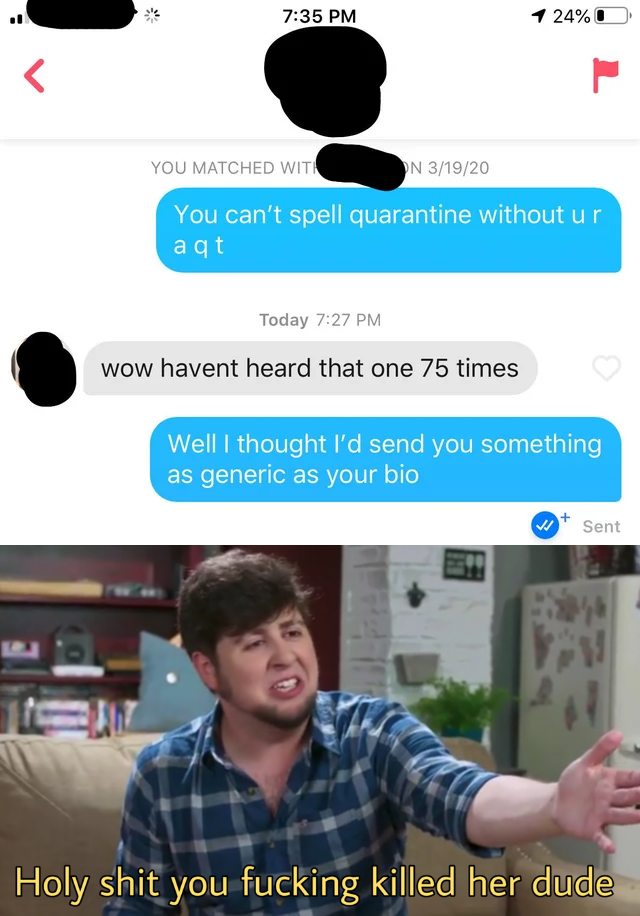 7:35 PM
24%
YOU MATCHED WITH ON 3/19/20
You can't spell quarantine without u r
a q t
Today 7:27 PM
wow havent heard that one 75 times
Well I thought I'd send you something
as generic as your bio
Sent
Holy shit you fucking killed her dude